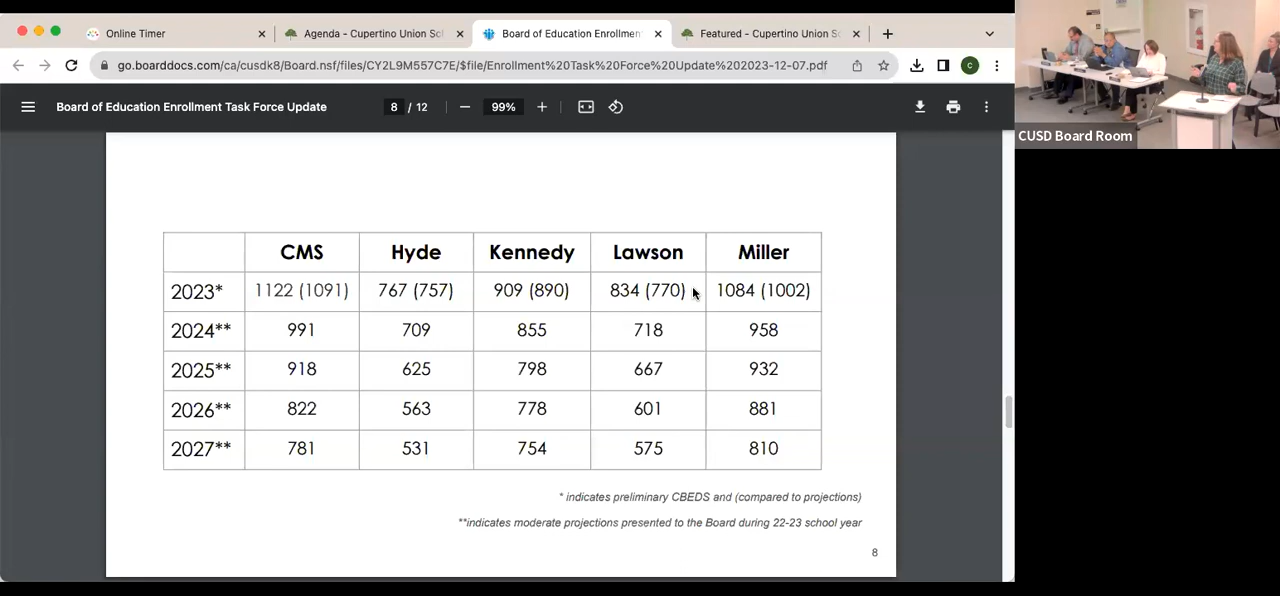 Online Timer
Agenda - Cupertino Union Sc
Board of Education Enrollmen
Featured - Cupertino Union Sc
go.boarddocs.com/ca/cusdk8/Board.nsf/files/CY2L9M557C7E/$file/Enrollment%20Task%20Force%20Update%202023-12-07.pdf
C
Board of Education Enrollment Task Force Update
8 / 12
99%
CUSD Board Room
CMS Hyde Kennedy Lawson Miller
2023* 1122 (1091) 767 (757) 909 (890) 834 (770) 1084 (1002)
2024** 991 709 855 718 958
2025** 918 625 798 667 932
2026** 822 563 778 601 881
2027** 781 531 754 575 810
* indicates preliminary CBEDS and (compared to projections)
**indicates moderate projections presented to the Board during 22-23 school year
8